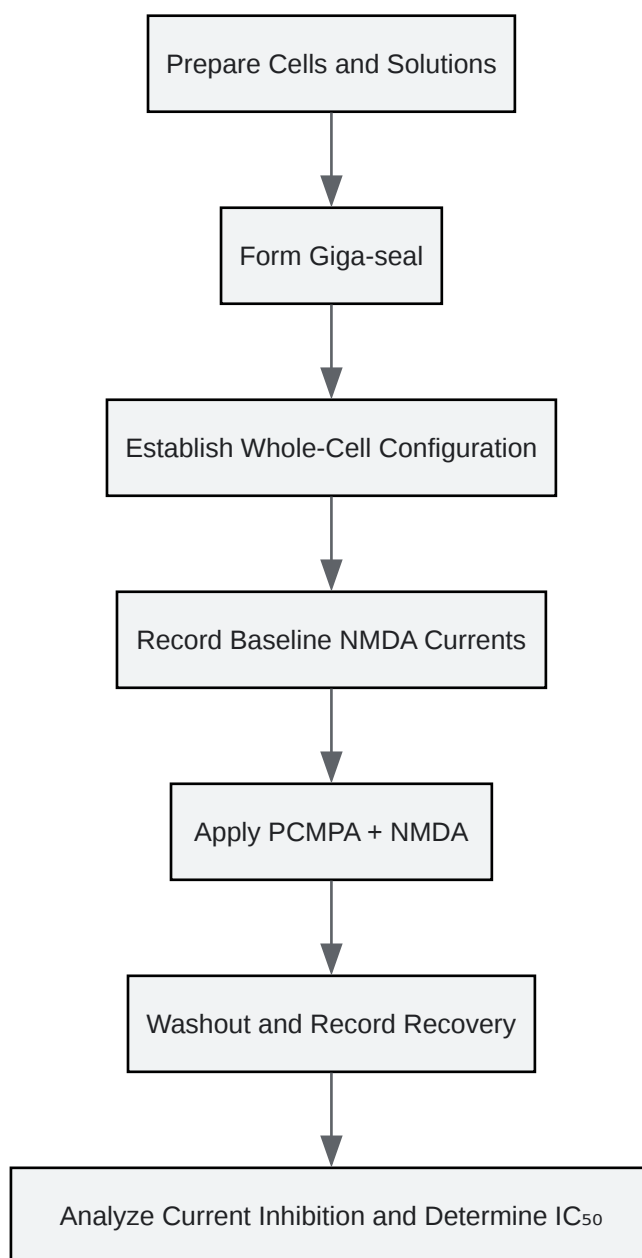 Prepare Cells and Solutions
Form Giga-seal
Establish Whole-Cell Configuration
Record Baseline NMDA Currents
Apply PCMPA + NMDA
Washout and Record Recovery
Analyze Current Inhibition and Determine IC₅₀